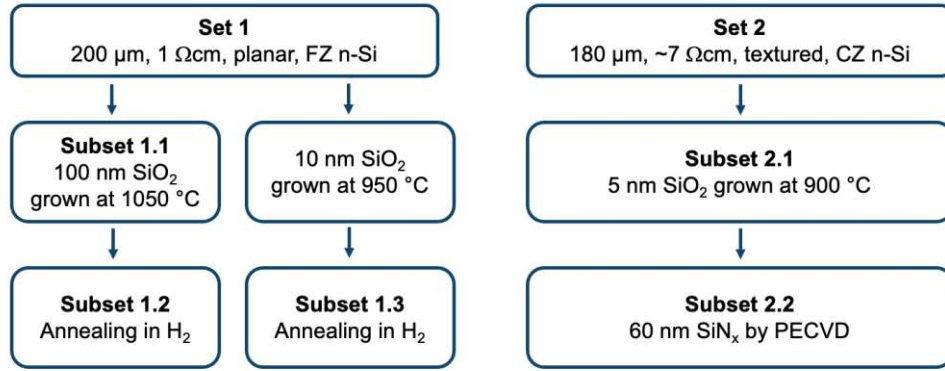 Set 1
200 μm, 1 Ωcm, planar, FZ n-Si
Set 2
180 μm, ~7 Ωcm, textured, CZ n-Si
Subset 1.1
100 nm SiO₂
grown at 1050 °C
10 nm SiO₂
grown at 950 °C
Subset 2.1
5 nm SiO₂ grown at 900 °C
Subset 1.2
Annealing in H₂
Subset 1.3
Annealing in H₂
Subset 2.2
60 nm SiNₓ by PECVD